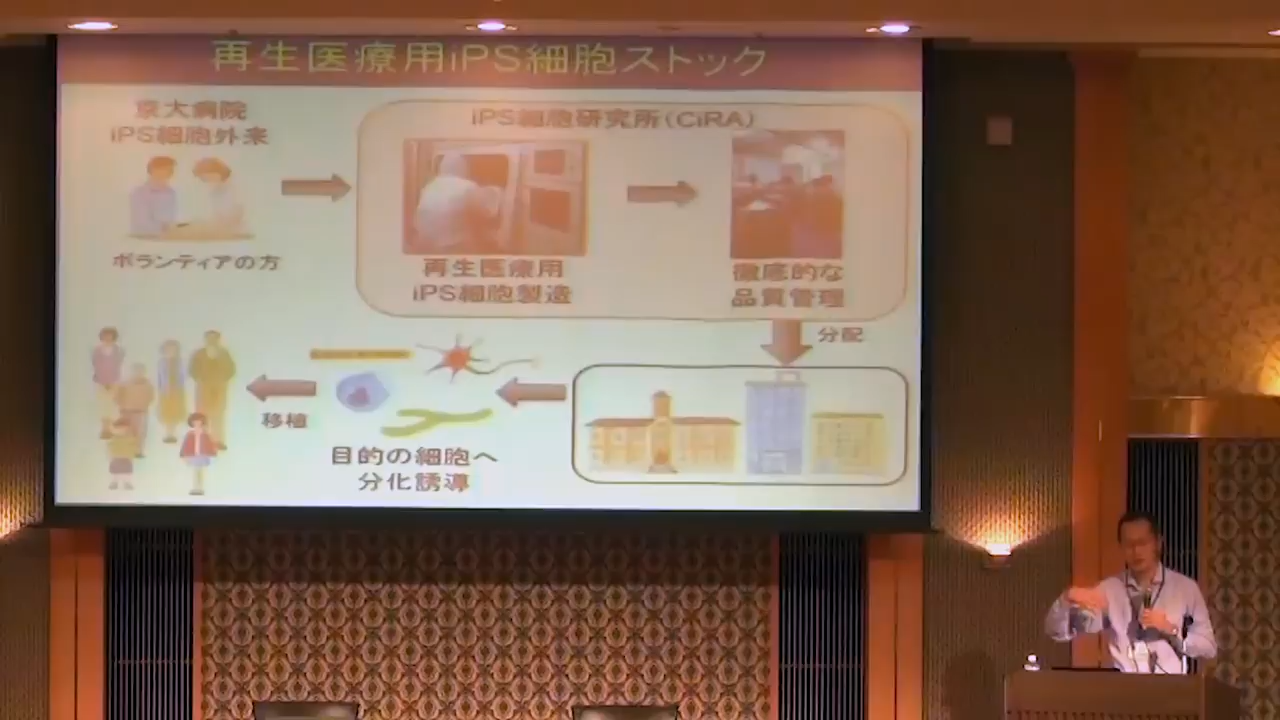 再生医療用iPS細胞ストック
京大病院
iPS細胞外来
ボランティアの方
iPS細胞研究所(CiRA)
再生医療用
iPS細胞製造
徹底的な
品質管理
分配
目的の細胞へ
分化誘導
移植